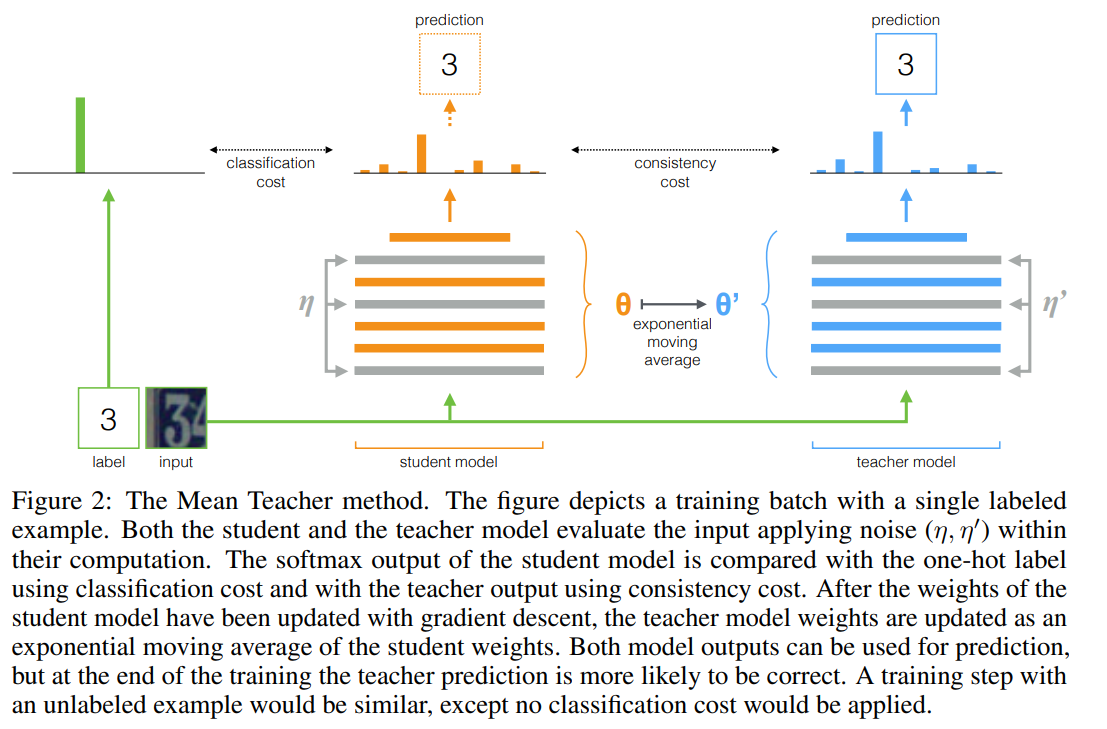 prediction
prediction
3
3
classification
cost
consistency
cost
η
θ
θ’
η’
exponential
moving
average
3
34
label
input
student model
teacher model
Figure 2: The Mean Teacher method. The figure depicts a training batch with a single labeled
example. Both the student and the teacher model evaluate the input applying noise (η, η′) within
their computation. The softmax output of the student model is compared with the one-hot label
using classification cost and with the teacher output using consistency cost. After the weights of the
student model have been updated with gradient descent, the teacher model weights are updated as an
exponential moving average of the student weights. Both model outputs can be used for prediction,
but at the end of the training the teacher prediction is more likely to be correct. A training step with
an unlabeled example would be similar, except no classification cost would be applied.